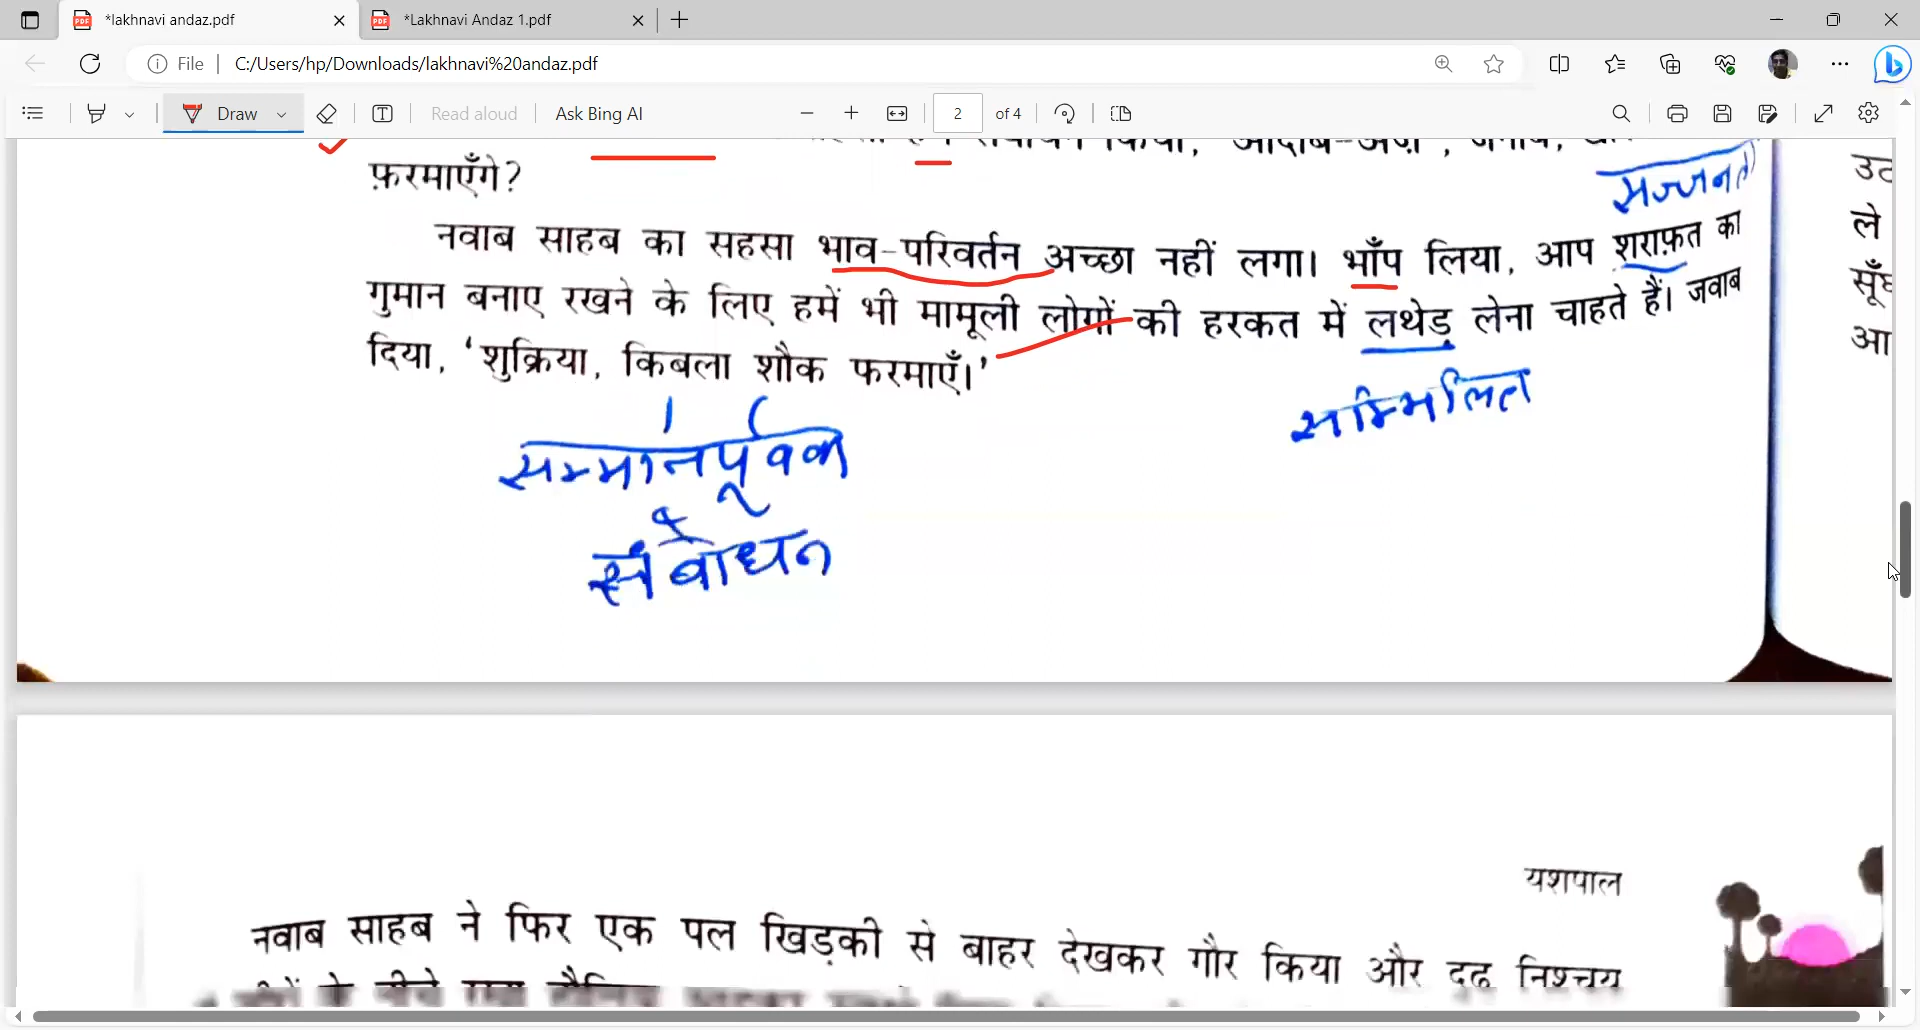 *lakhnavi andaz.pdf
*Lakhnavi Andaz 1.pdf
File
C:/Users/hp/Downloads/lakhnavi%20andaz.pdf
Draw
Read aloud
Ask Bing AI
2 of 4
फ़रमाएँगे?
सज्जनता
नवाब साहब का सहसा भाव-परिवर्तन अच्छा नहीं लगा। भाँप लिया, आप शराफ़त का
गुमान बनाए रखने के लिए हमें भी मामूली लोगों की हरकत में लथेड़ लेना चाहते हैं। जवाब
दिया, ‘शुक्रिया, किबला शौक फरमाएँ।’
सम्मिलित
सम्मानपूर्वक
संबोधन
ले
आ
यशपाल
नवाब साहब ने फिर एक पल खिड़की से बाहर देखकर गौर किया और दृढ़ निश्चय